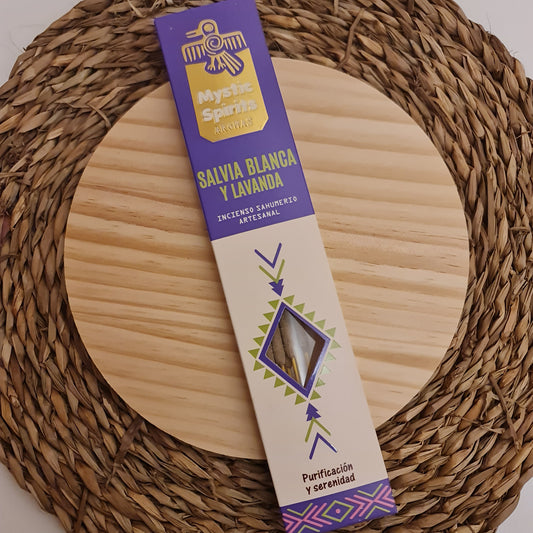 Mystic
Spirits
SALVIA BLANCA
Y LAVANDA
INCIENSO SAHUMERIO
ARTESANAL
Purificación
y serenidad